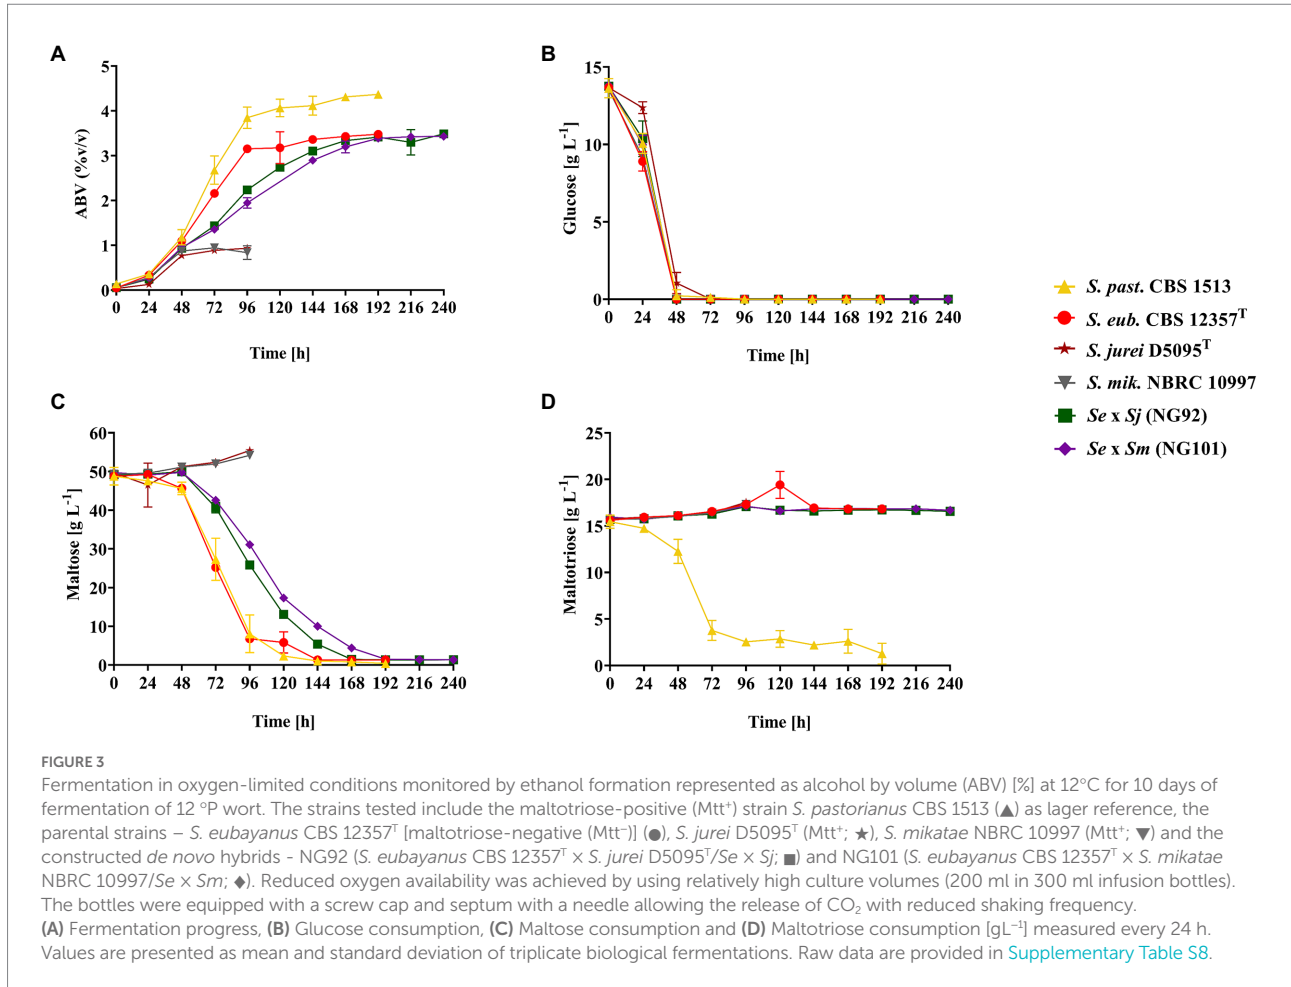 A
ABV (%v/v)
5
4
3
2
1
0
0 24 48 72 96 120 144 168 192 216 240
Time [h]
B
Glucose [g L⁻¹]
15
10
5
0
0 24 48 72 96 120 144 168 192 216 240
Time [h]
S. past. CBS 1513
S. eub. CBS 12357ᵀ
S. jurei D5095ᵀ
S. mik. NBRC 10997
Se x Sj (NG92)
Se x Sm (NG101)
C
Maltose [g L⁻¹]
60
50
40
30
20
10
0
0 24 48 72 96 120 144 168 192 216 240
Time [h]
D
Maltotriose [g L⁻¹]
25
20
15
10
5
0
0 24 48 72 96 120 144 168 192 216 240
Time [h]
FIGURE 3
Fermentation in oxygen-limited conditions monitored by ethanol formation represented as alcohol by volume (ABV) [%] at 12°C for 10 days of
fermentation of 12 °P wort. The strains tested include the maltotriose-positive (Mtt⁺) strain S. pastorianus CBS 1513 (▲) as lager reference, the
parental strains – S. eubayanus CBS 12357ᵀ [maltotriose-negative (Mtt⁻)] (●), S. jurei D5095ᵀ (Mtt⁺; ★), S. mikatae NBRC 10997 (Mtt⁺; ▼) and the
constructed de novo hybrids - NG92 (S. eubayanus CBS 12357ᵀ × S. jurei D5095ᵀ/Se × Sj; ■) and NG101 (S. eubayanus CBS 12357ᵀ × S. mikatae
NBRC 10997/Se × Sm; ◆). Reduced oxygen availability was achieved by using relatively high culture volumes (200 ml in 300 ml infusion bottles).
The bottles were equipped with a screw cap and septum with a needle allowing the release of CO₂ with reduced shaking frequency.
(A) Fermentation progress, (B) Glucose consumption, (C) Maltose consumption and (D) Maltotriose consumption [gL⁻¹] measured every 24 h.
Values are presented as mean and standard deviation of triplicate biological fermentations. Raw data are provided in Supplementary Table S8.